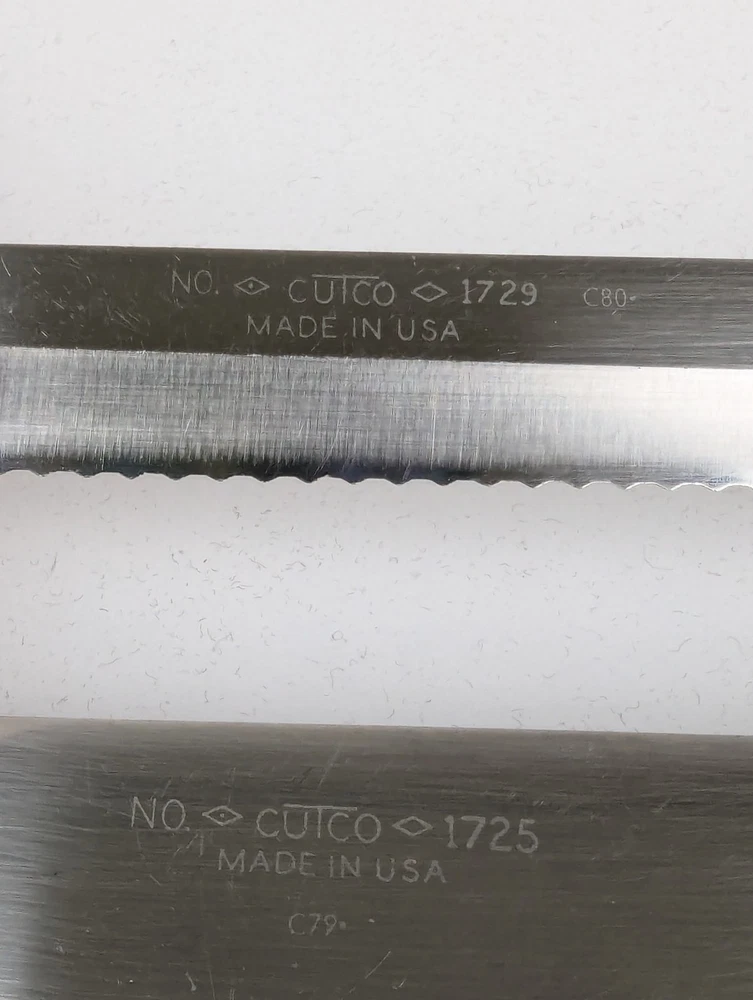 NO. CUTCO 1729 C80
MADE IN USA
NO. CUTCO 1725
MADE IN USA
C79